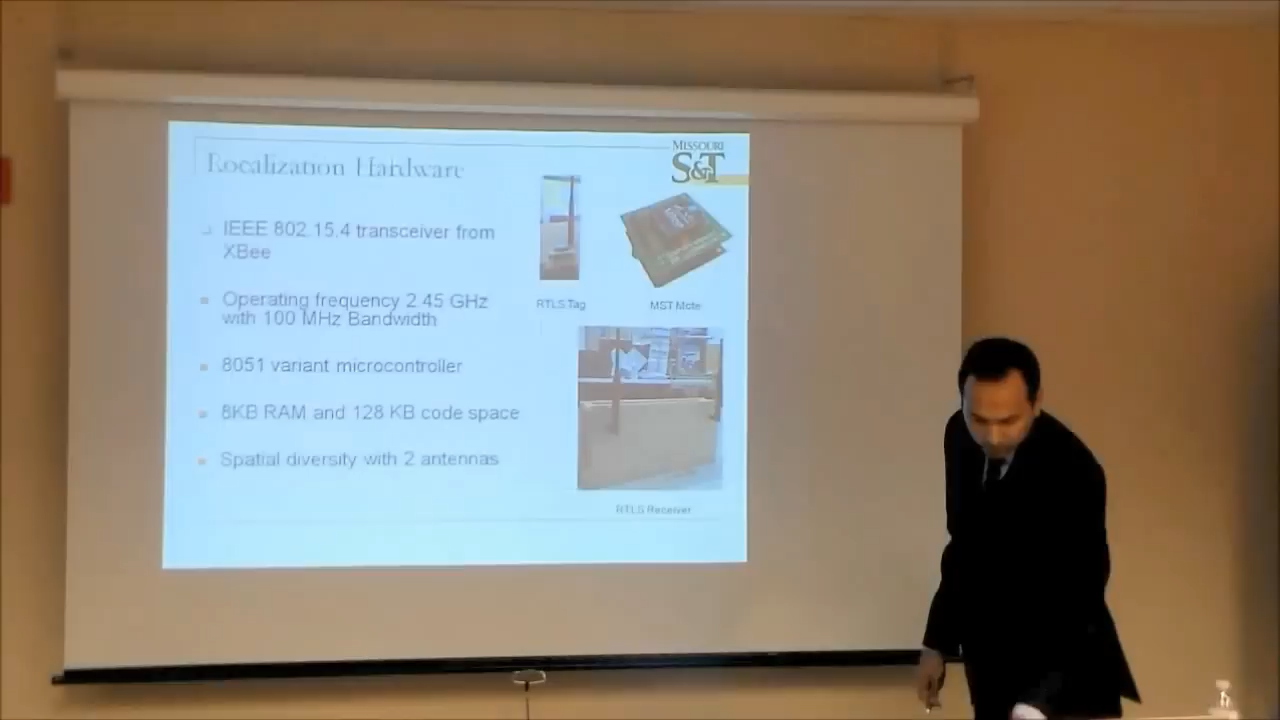 MISSOURI
S&T
Localization Hardware
IEEE 802.15.4 transceiver from
XBee
Operating frequency 2.45 GHz
with 100 MHz Bandwidth
8051 variant microcontroller
8KB RAM and 128 KB code space
Spatial diversity with 2 antennas
RTLS Tag
MST Mote
RTLS Receiver